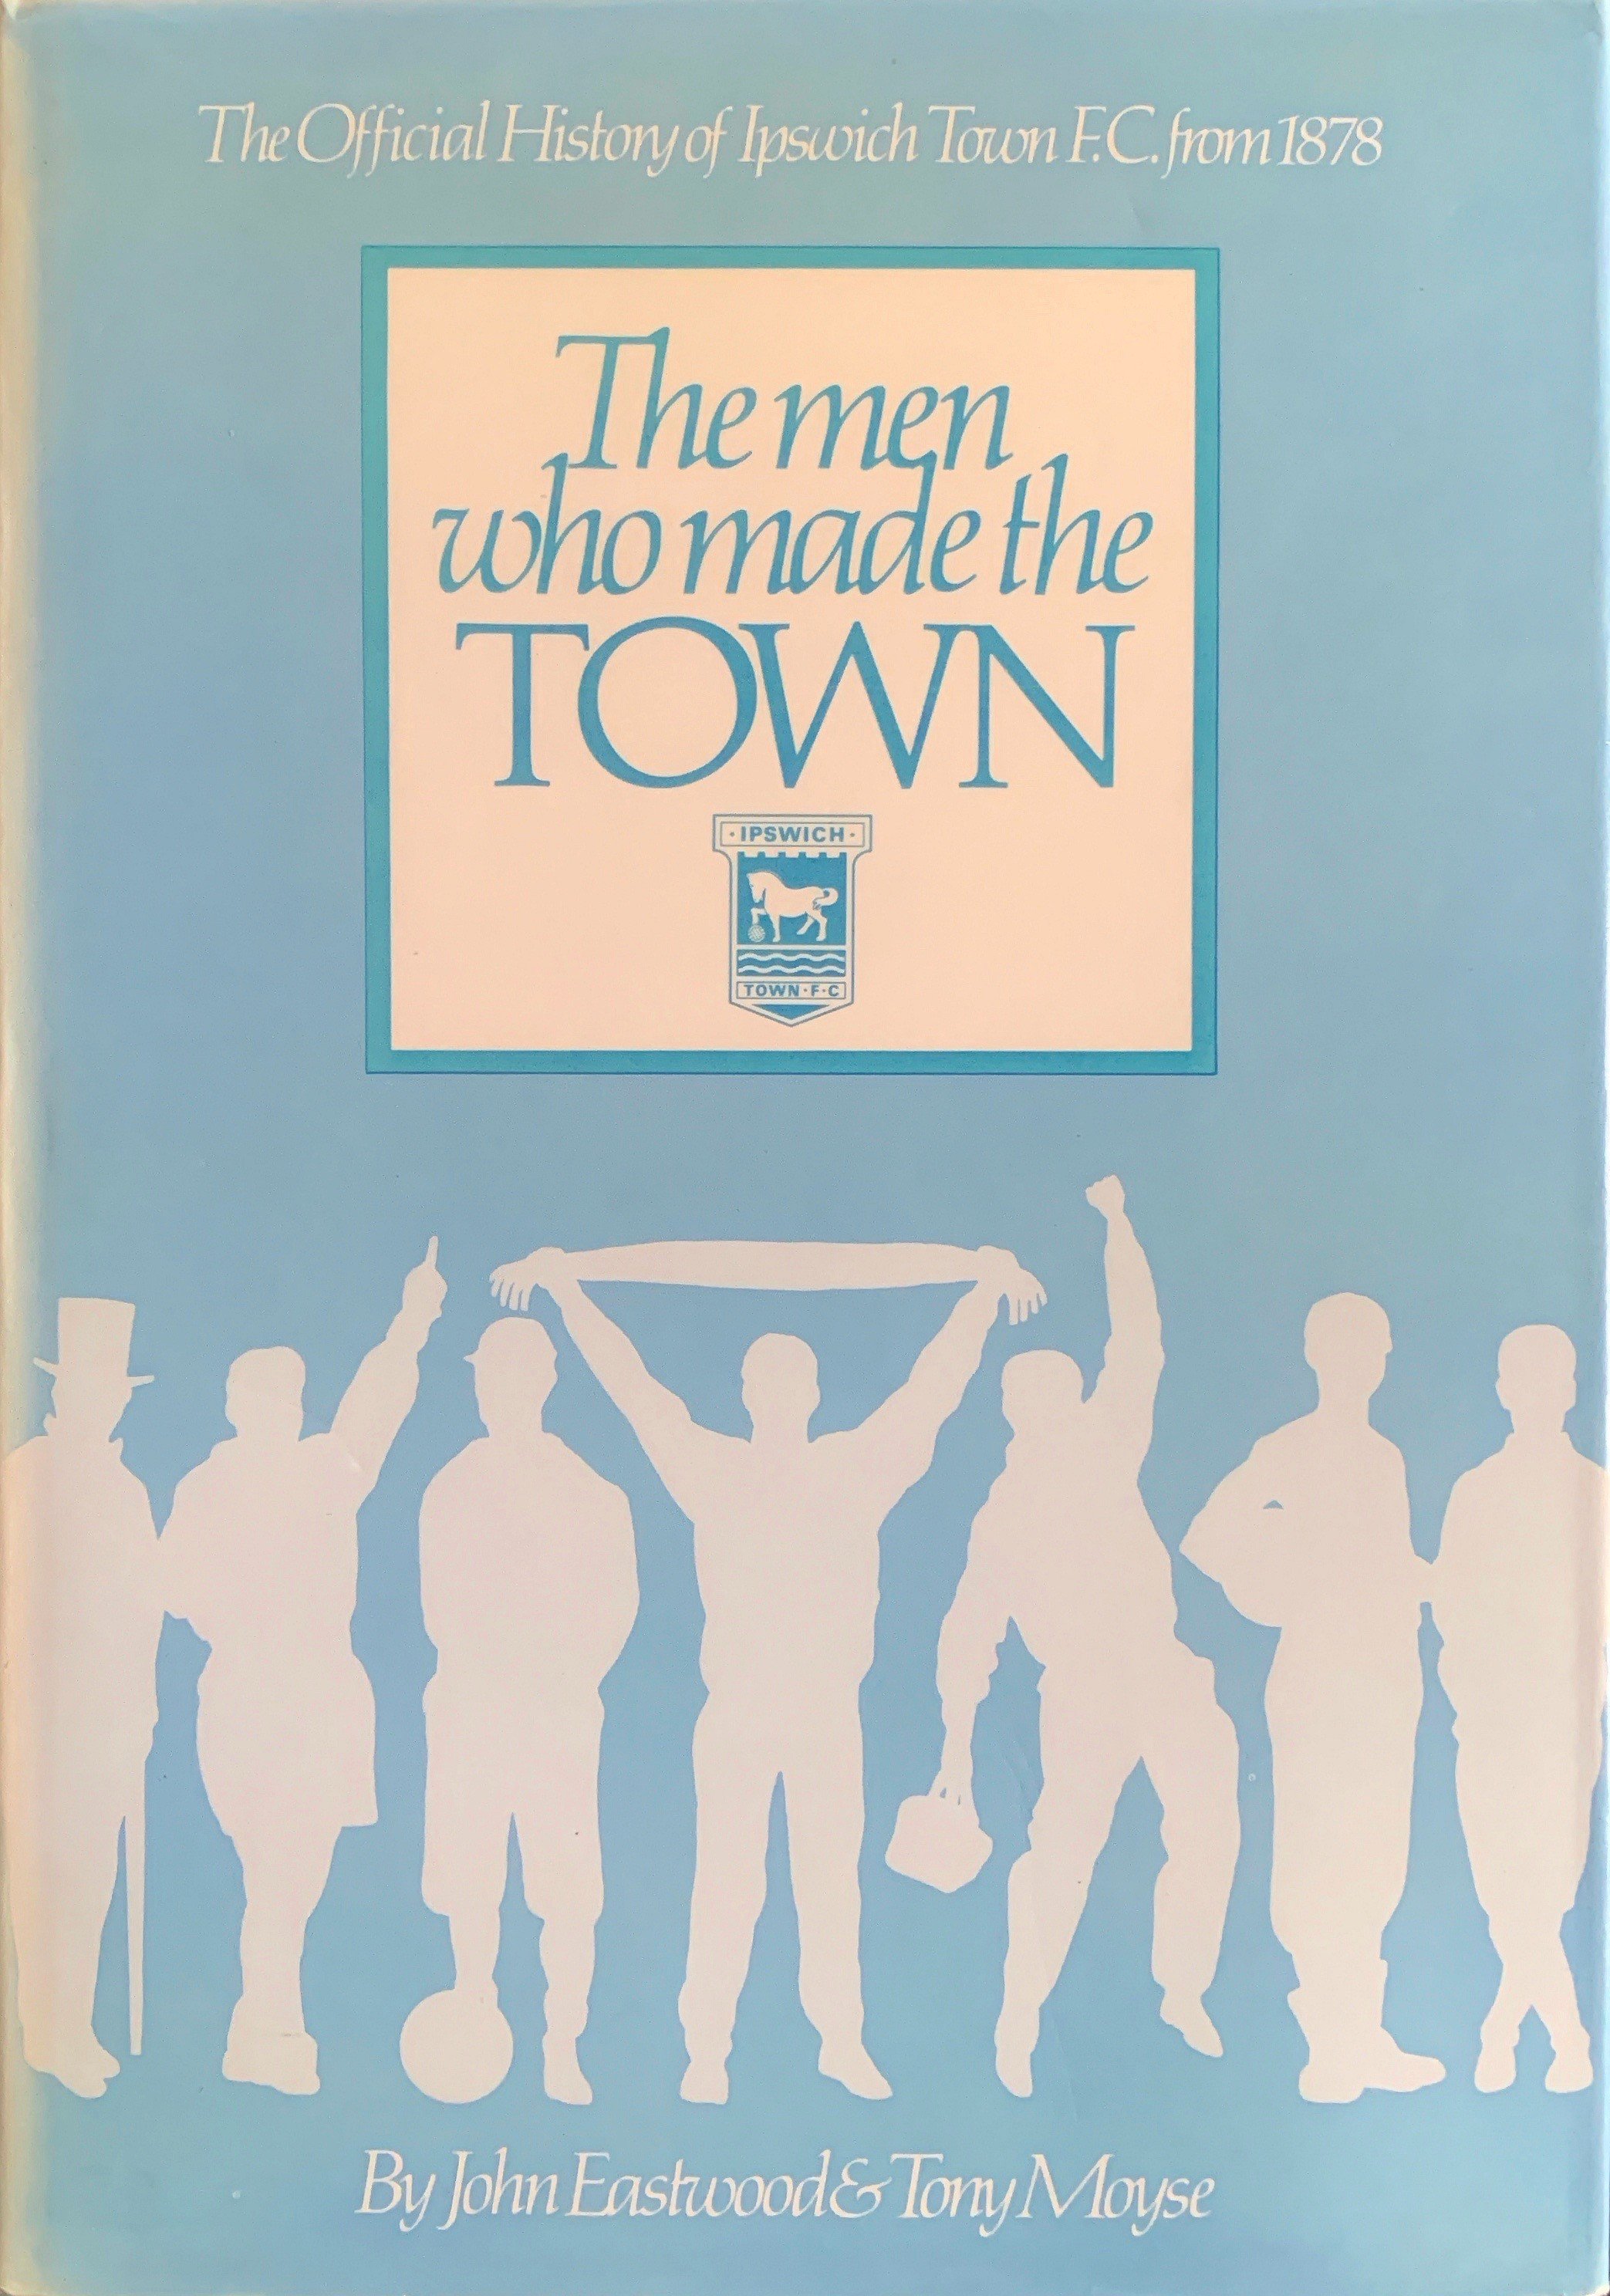 The Official History of Ipswich Town F.C. from 1878
The men
who made the
TOWN
· IPSWICH ·
TOWN · F · C
By John Eastwood & Tony Moyse